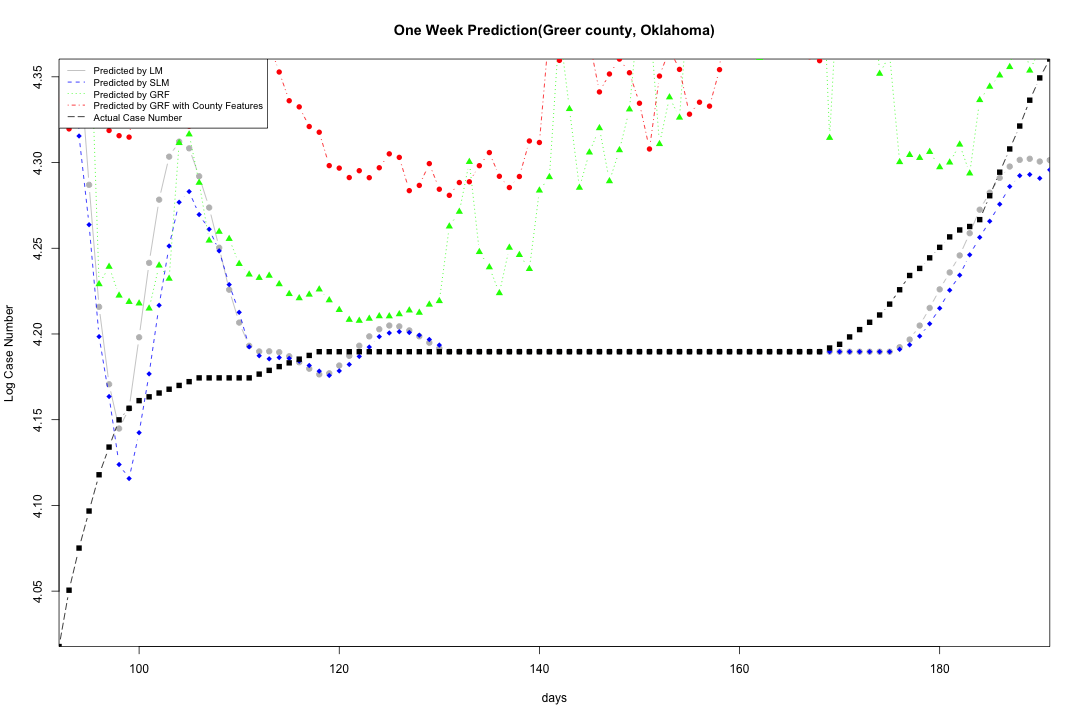 One Week Prediction(Greer county, Oklahoma)
Predicted by LM
Predicted by SLM
Predicted by GRF
Predicted by GRF with County Features
Actual Case Number
Log Case Number
4.35
4.30
4.25
4.20
4.15
4.10
4.05
100 120 140 160 180
days